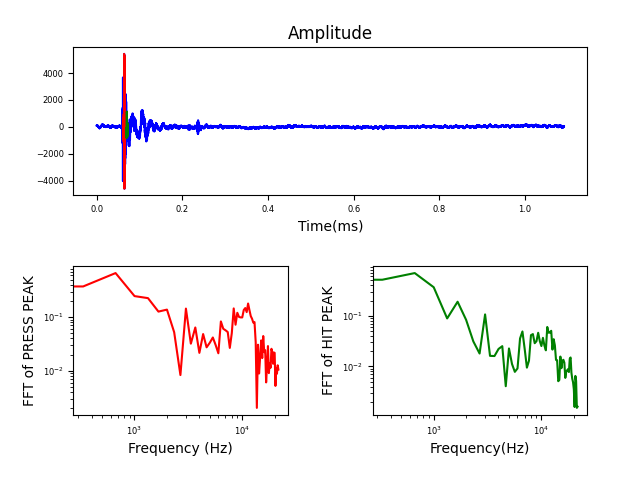 Amplitude
4000
2000
0
−2000
−4000
0.0 0.2 0.4 0.6 0.8 1.0
Time(ms)
FFT of PRESS PEAK
10⁻¹
10⁻²
10³ 10⁴
Frequency (Hz)
FFT of HIT PEAK
10⁻¹
10⁻²
10³ 10⁴
Frequency(Hz)